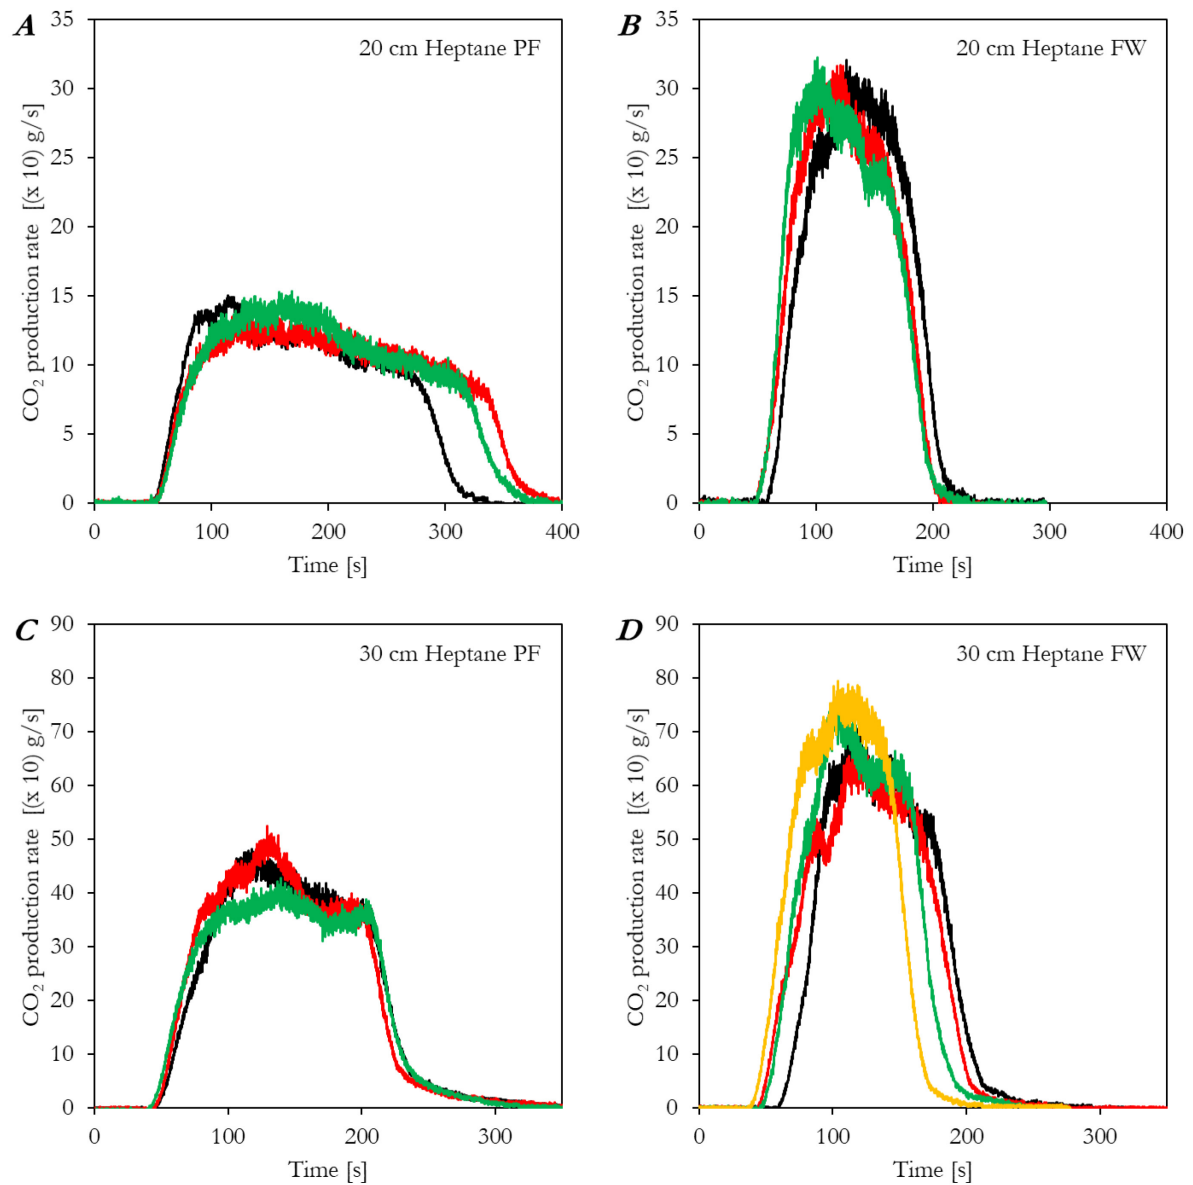 A
20 cm Heptane PF
CO₂ production rate [(x 10) g/s]
35
30
25
20
15
10
5
0
0 100 200 300 400
Time [s]
B
20 cm Heptane FW
CO₂ production rate [(x 10) g/s]
35
30
25
20
15
10
5
0
0 100 200 300 400
Time [s]
C
30 cm Heptane PF
CO₂ production rate [(x 10) g/s]
90
80
70
60
50
40
30
20
10
0
0 100 200 300
Time [s]
D
30 cm Heptane FW
CO₂ production rate [(x 10) g/s]
90
80
70
60
50
40
30
20
10
0
0 100 200 300
Time [s]